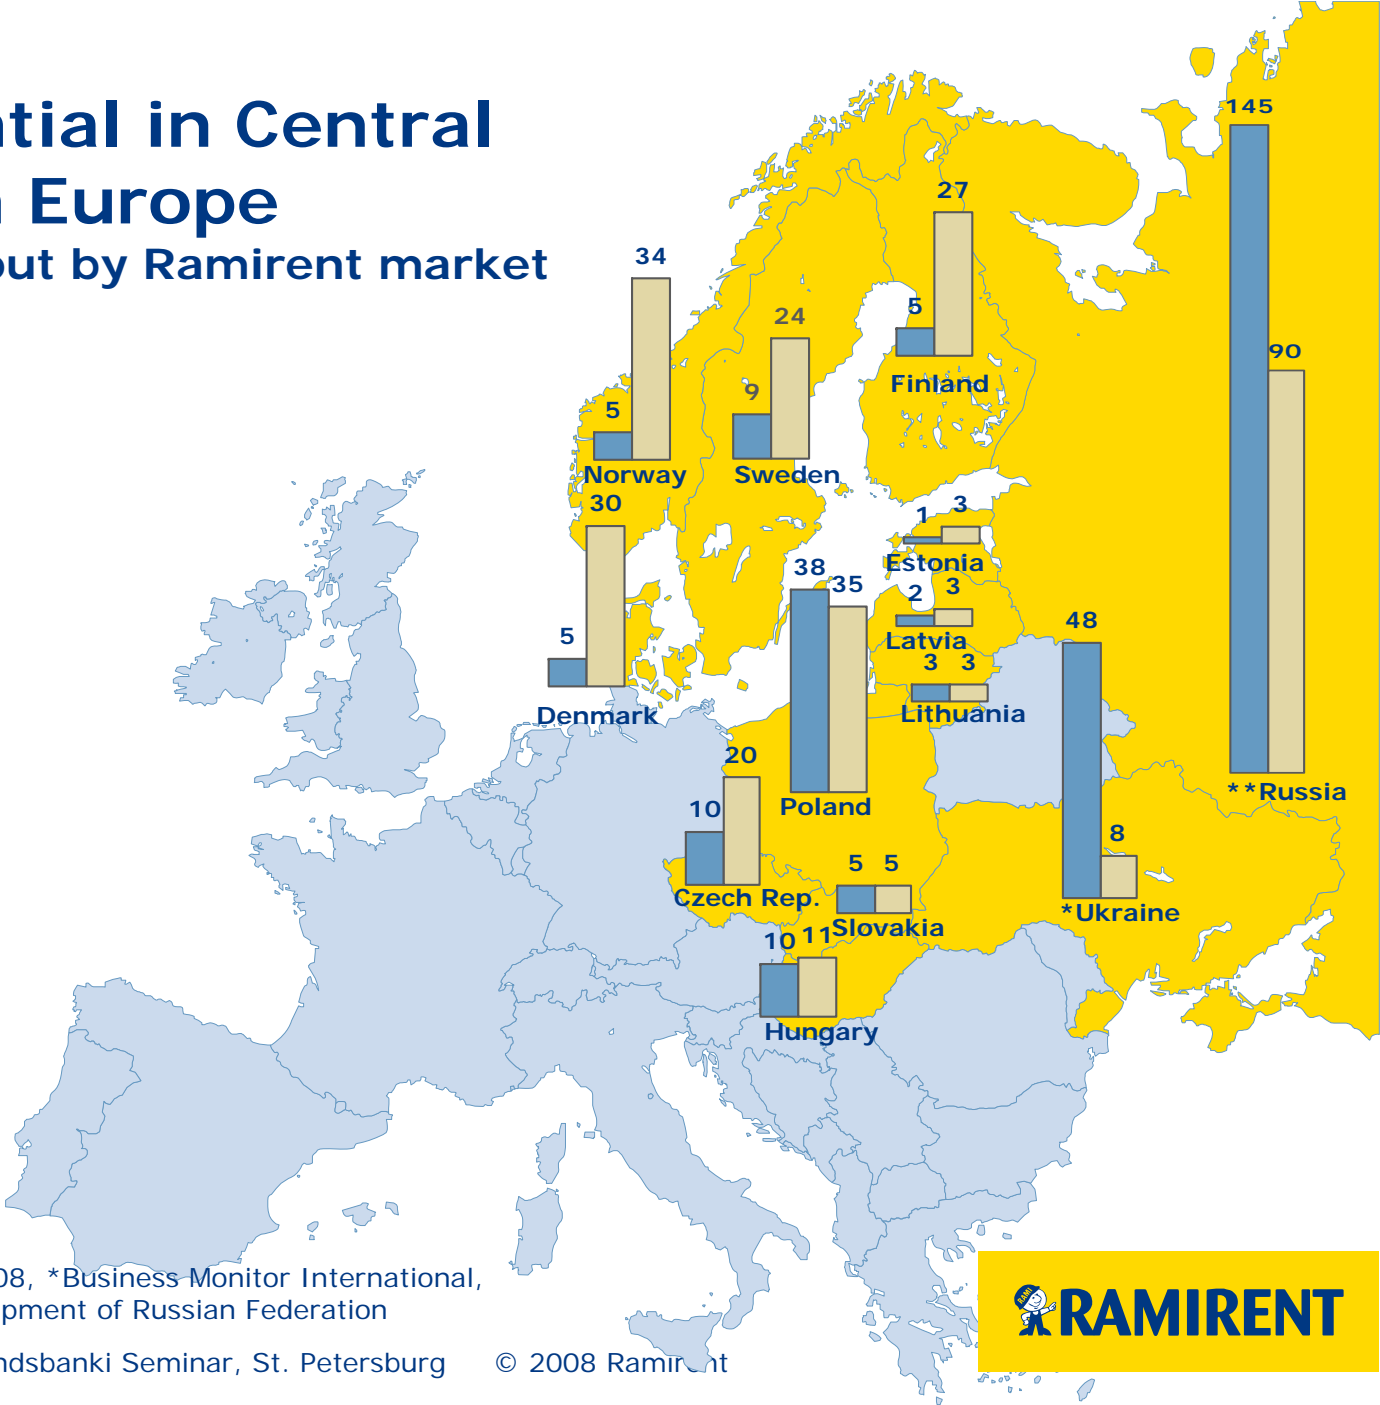 ntial in Central
n Europe
out by Ramirent market
145
27
34
24
5
90
9
5
Finland
Norway
Sweden
30
1 3
Estonia
38
35
2 3
5
48
Latvia
3 3
Denmark
Lithuania
20
**Russia
10
Poland
8
5 5
Czech Rep.
*Ukraine
Slovakia
10 11
Hungary
08, *Business Monitor International,
pment of Russian Federation
RAMI
RAMIRENT
ndsbanki Seminar, St. Petersburg © 2008 Ramirent